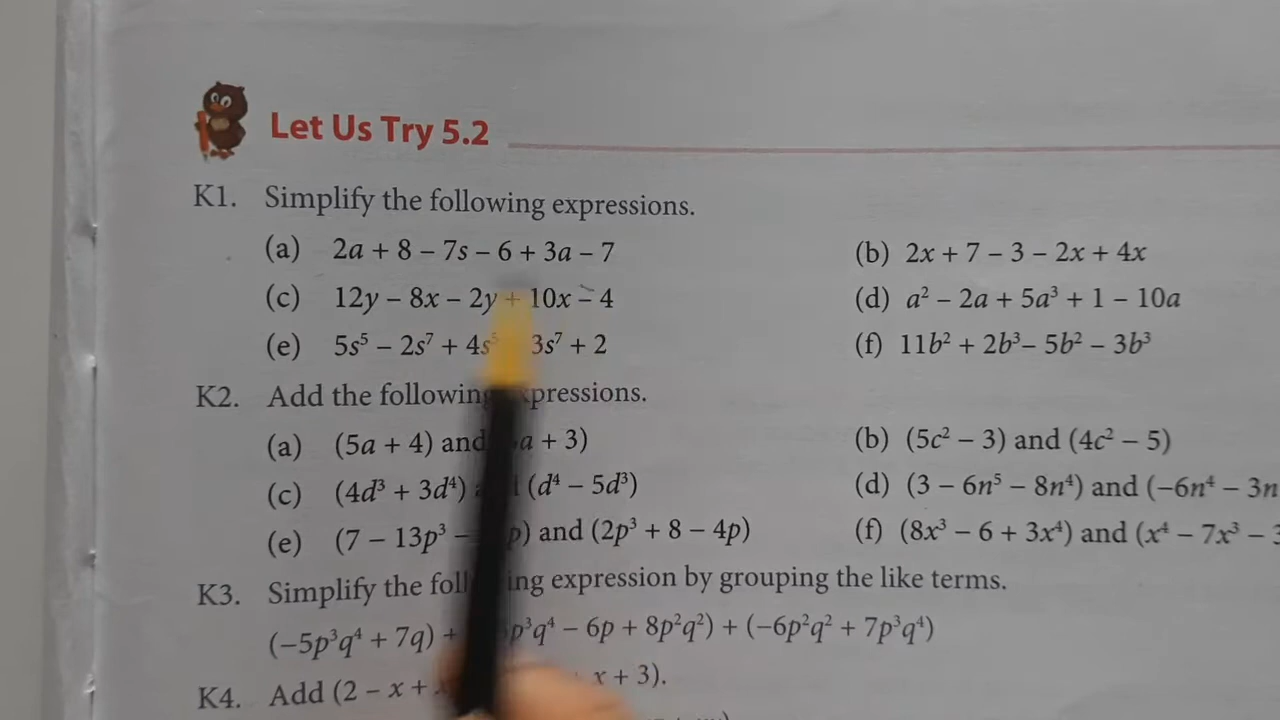 Let Us Try 5.2
K1. Simplify the following expressions.
(a) 2a + 8 – 7s – 6 + 3a – 7 (b) 2x + 7 – 3 – 2x + 4x
(c) 12y – 8x – 2y + 10x – 4 (d) a² – 2a + 5a³ + 1 – 10a
(e) 5s⁵ – 2s⁷ + 4s⁵ 3s⁷ + 2 (f) 11b² + 2b³– 5b² – 3b³
K2. Add the following expressions.
(a) (5a + 4) and a + 3) (b) (5c² – 3) and (4c² – 5)
(c) (4d³ + 3d⁴) (d⁴ – 5d³) (d) (3 – 6n⁵ – 8n⁴) and (–6n⁴ – 3n
(e) (7 – 13p³ – p) and (2p³ + 8 – 4p) (f) (8x³ – 6 + 3x⁴) and (x⁴ – 7x³ –
K3. Simplify the following expression by grouping the like terms.
(–5p³q⁴ + 7q) + p³q⁴ – 6p + 8p²q²) + (–6p²q² + 7p³q⁴)
K4. Add (2 – x + x + 3).